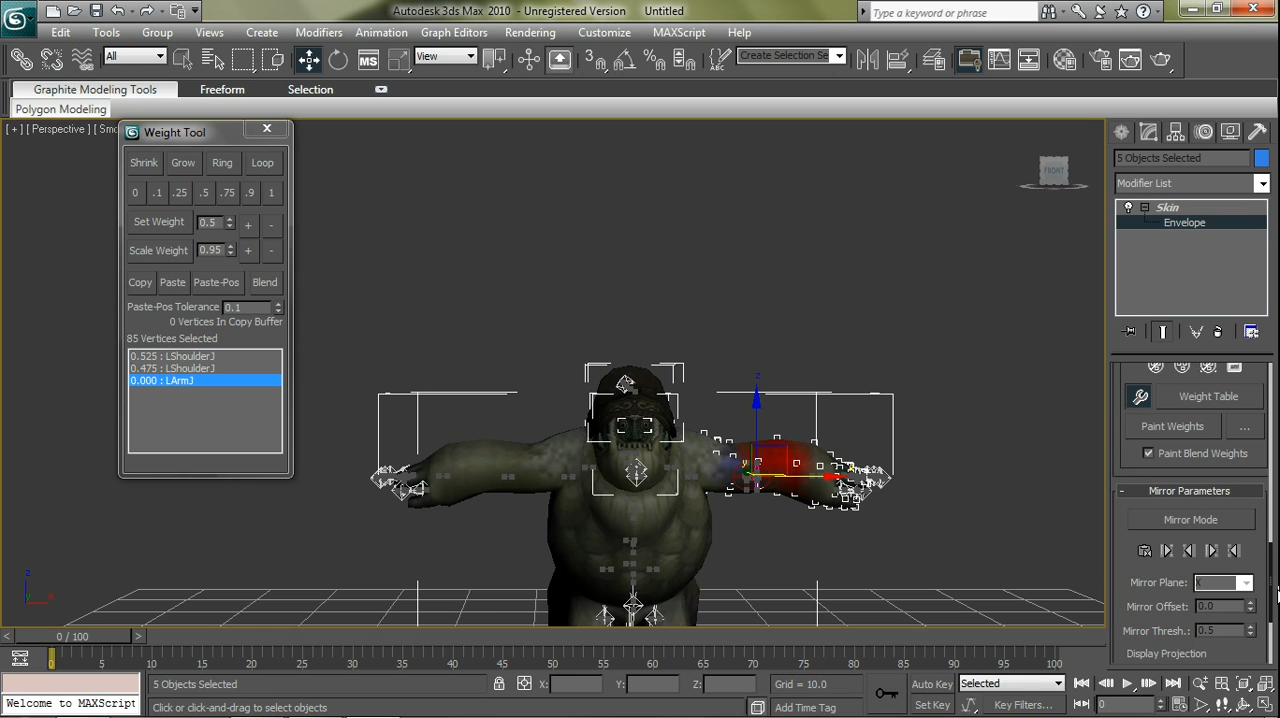 Autodesk 3ds Max 2010 - Unregistered Version Untitled
Type a keyword or phrase
Edit Tools Group Views Create Modifiers Animation Graph Editors Rendering Customize MAXScript Help
All View Create Selection Se
Graphite Modeling Tools Freeform Selection
Polygon Modeling
[ + ] [ Perspective ] [ Smo
Weight Tool
Shrink Grow Ring Loop
0 .1 .25 .5 .75 .9 1
Set Weight 0.5 + -
Scale Weight 0.95 + -
Copy Paste Paste-Pos Blend
Paste-Pos Tolerance 0.1
0 Vertices In Copy Buffer
85 Vertices Selected
0.525 : LShoulderJ
0.475 : LShoulderJ
0.000 : LArmJ
FRONT
z
y
x
z
y
x
5 Objects Selected
Modifier List
Skin
Envelope
Weight Table
Paint Weights ...
Paint Blend Weights
- Mirror Parameters
Mirror Mode
Mirror Plane: X
Mirror Offset: 0.0
Mirror Thresh.: 0.5
Display Projection
< 0 / 100 >
0 5 10 15 20 25 30 35 40 45 50 55 60 65 70 75 80 85 90 95 100
5 Objects Selected X: Y: Z: Grid = 10.0 Auto Key Selected
Welcome to MAXScript
Click or click-and-drag to select objects Add Time Tag Set Key Key Filters... 0